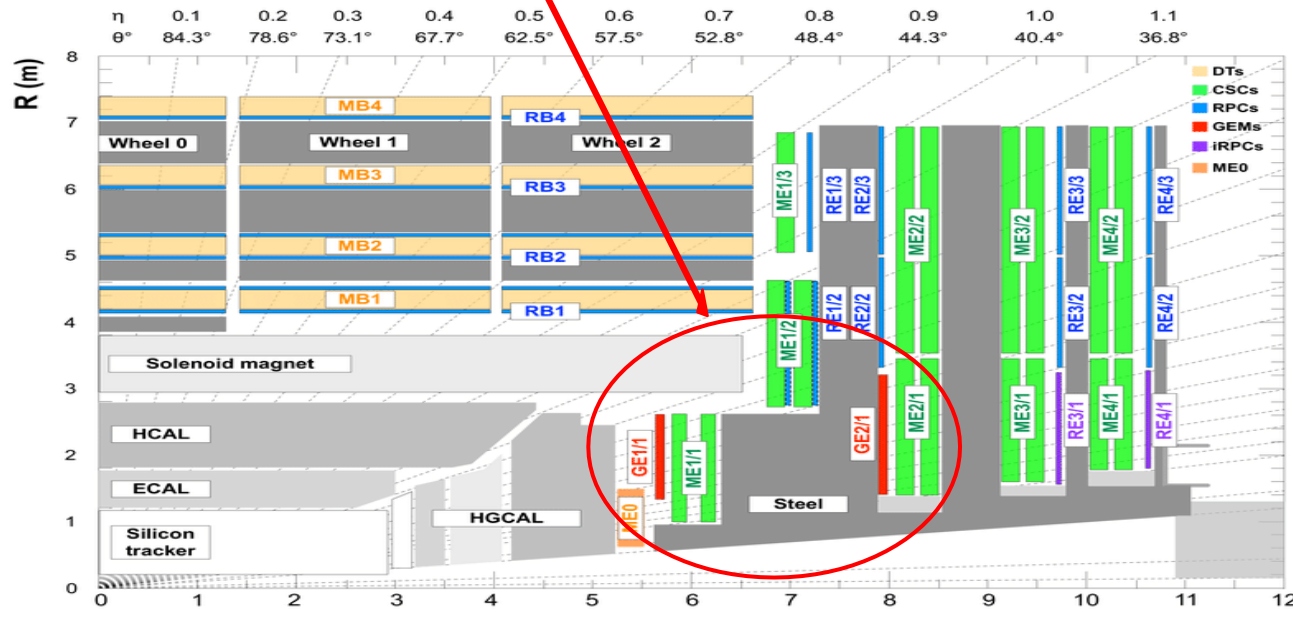 η 0.1 0.2 0.3 0.4 0.5 0.6 0.7 0.8 0.9 1.0 1.1
θ° 84.3° 78.6° 73.1° 67.7° 62.5° 57.5° 52.8° 48.4° 44.3° 40.4° 36.8°
R (m)
8
7
6
5
4
3
2
1
0
DTs
CSCs
RPCs
GEMs
iRPCs
ME0
MB4
RB4
Wheel 0 Wheel 1 Wheel 2
MB3
RB3
MB2
RB2
MB1
RB1
ME1/3
RE1/3
RE2/3
ME2/2
ME3/2
RE3/3
ME4/2
RE4/3
ME1/2
RE1/2
RE2/2
RE3/2
RE4/2
Solenoid magnet
HCAL
ECAL
Silicon
tracker
HGCAL
GE1/1
ME0
ME1/1
Steel
GE2/1
ME2/1
ME3/1
RE3/1
ME4/1
RE4/1
0 1 2 3 4 5 6 7 8 9 10 11 12